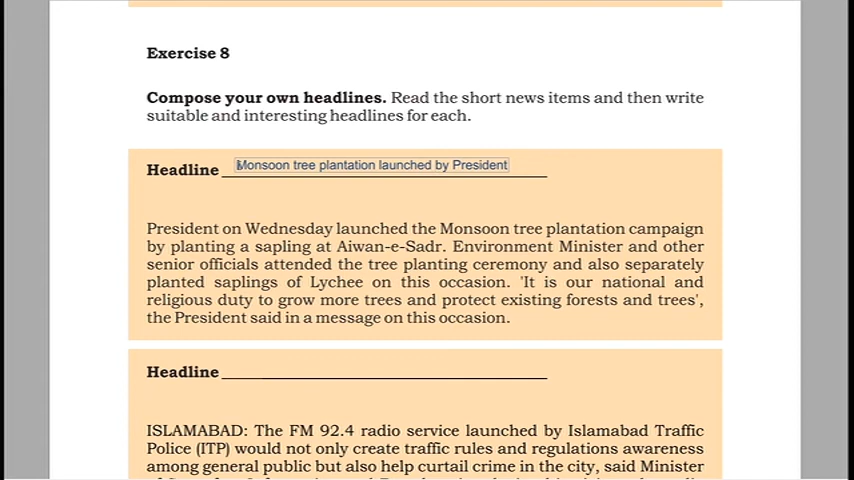 Exercise 8
Compose your own headlines. Read the short news items and then write
suitable and interesting headlines for each.
Headline Monsoon tree plantation launched by President
President on Wednesday launched the Monsoon tree plantation campaign
by planting a sapling at Aiwan-e-Sadr. Environment Minister and other
senior officials attended the tree planting ceremony and also separately
planted saplings of Lychee on this occasion. 'It is our national and
religious duty to grow more trees and protect existing forests and trees',
the President said in a message on this occasion.
Headline
ISLAMABAD: The FM 92.4 radio service launched by Islamabad Traffic
Police (ITP) would not only create traffic rules and regulations awareness
among general public but also help curtail crime in the city, said Minister